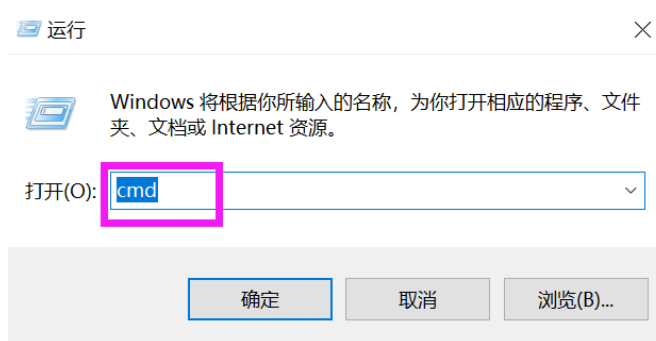 运行
Windows 将根据你所输入的名称，为你打开相应的程序、文件
夹、文档或 Internet 资源。
打开(O): cmd
确定 取消 浏览(B)...